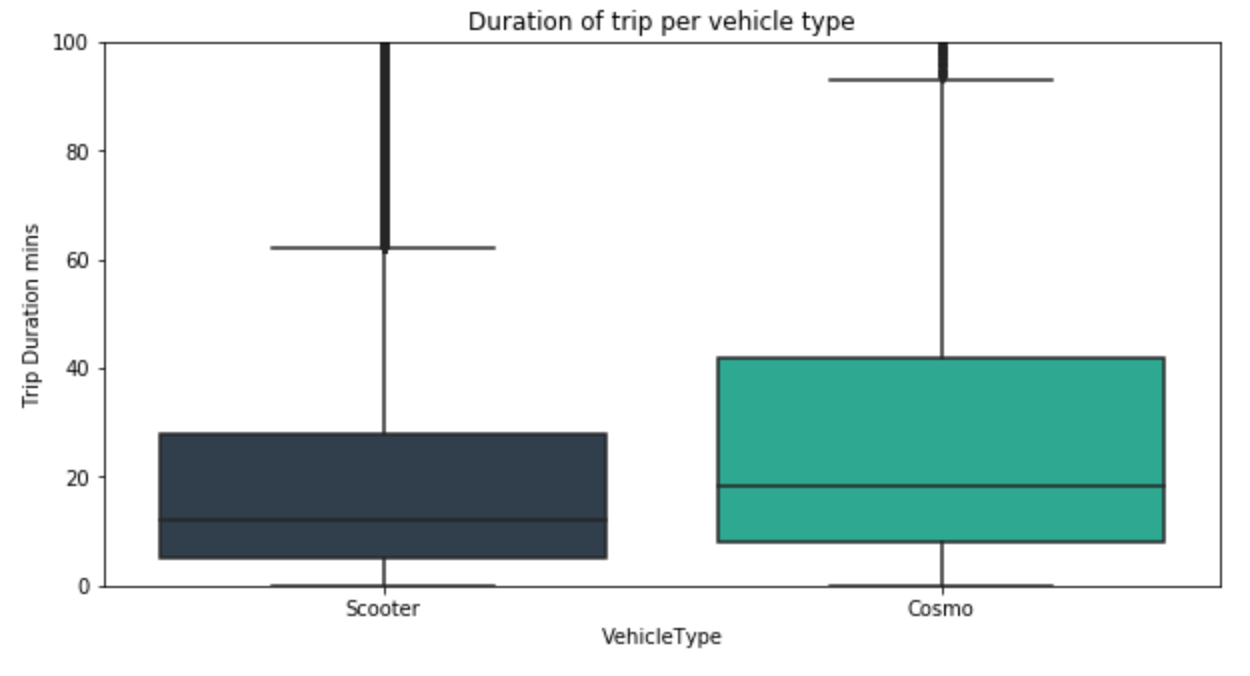 Duration of trip per vehicle type
100
80
60
40
20
0
Trip Duration mins
Scooter
Cosmo
VehicleType